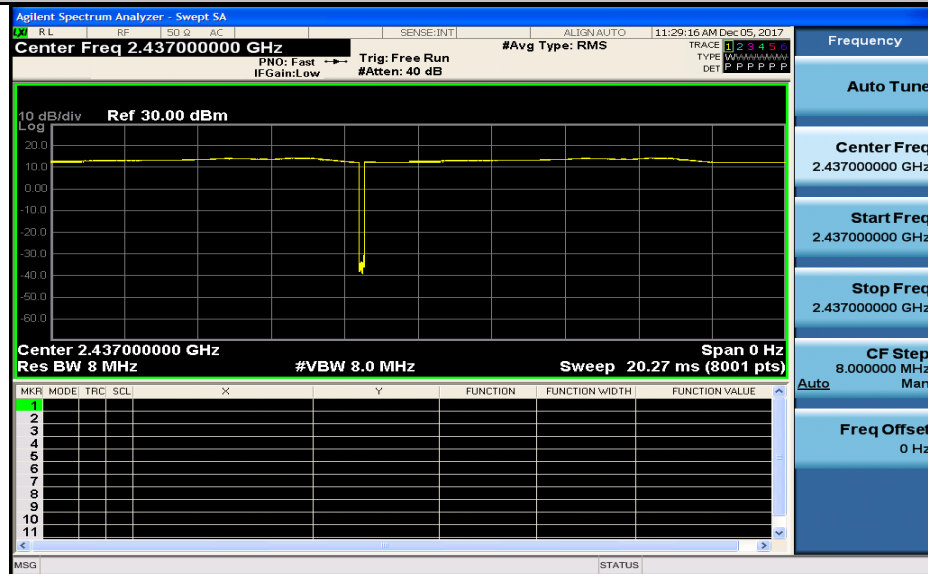 Agilent Spectrum Analyzer - Swept SA
LXI RL RF 50 Ω AC SENSE:INT ALIGN AUTO 11:29:16 AM Dec 05, 2017
Center Freq 2.437000000 GHz #Avg Type: RMS TRACE 1 2 3 4 5 6
PNO: Fast Trig: Free Run TYPE WWWWWW
IFGain:Low #Atten: 40 dB DET P P P P P P
10 dB/div Ref 30.00 dBm
Log
20.0
10.0
0.00
-10.0
-20.0
-30.0
-40.0
-50.0
-60.0
Center 2.437000000 GHz Span 0 Hz
Res BW 8 MHz #VBW 8.0 MHz Sweep 20.27 ms (8001 pts)
MKR MODE TRC SCL X Y FUNCTION FUNCTION WIDTH FUNCTION VALUE
1
2
3
4
5
6
7
8
9
10
11
MSG STATUS
Frequency
Auto Tune
Center Freq
2.437000000 GHz
Start Freq
2.437000000 GHz
Stop Freq
2.437000000 GHz
CF Step
8.000000 MHz
Auto Man
Freq Offset
0 Hz